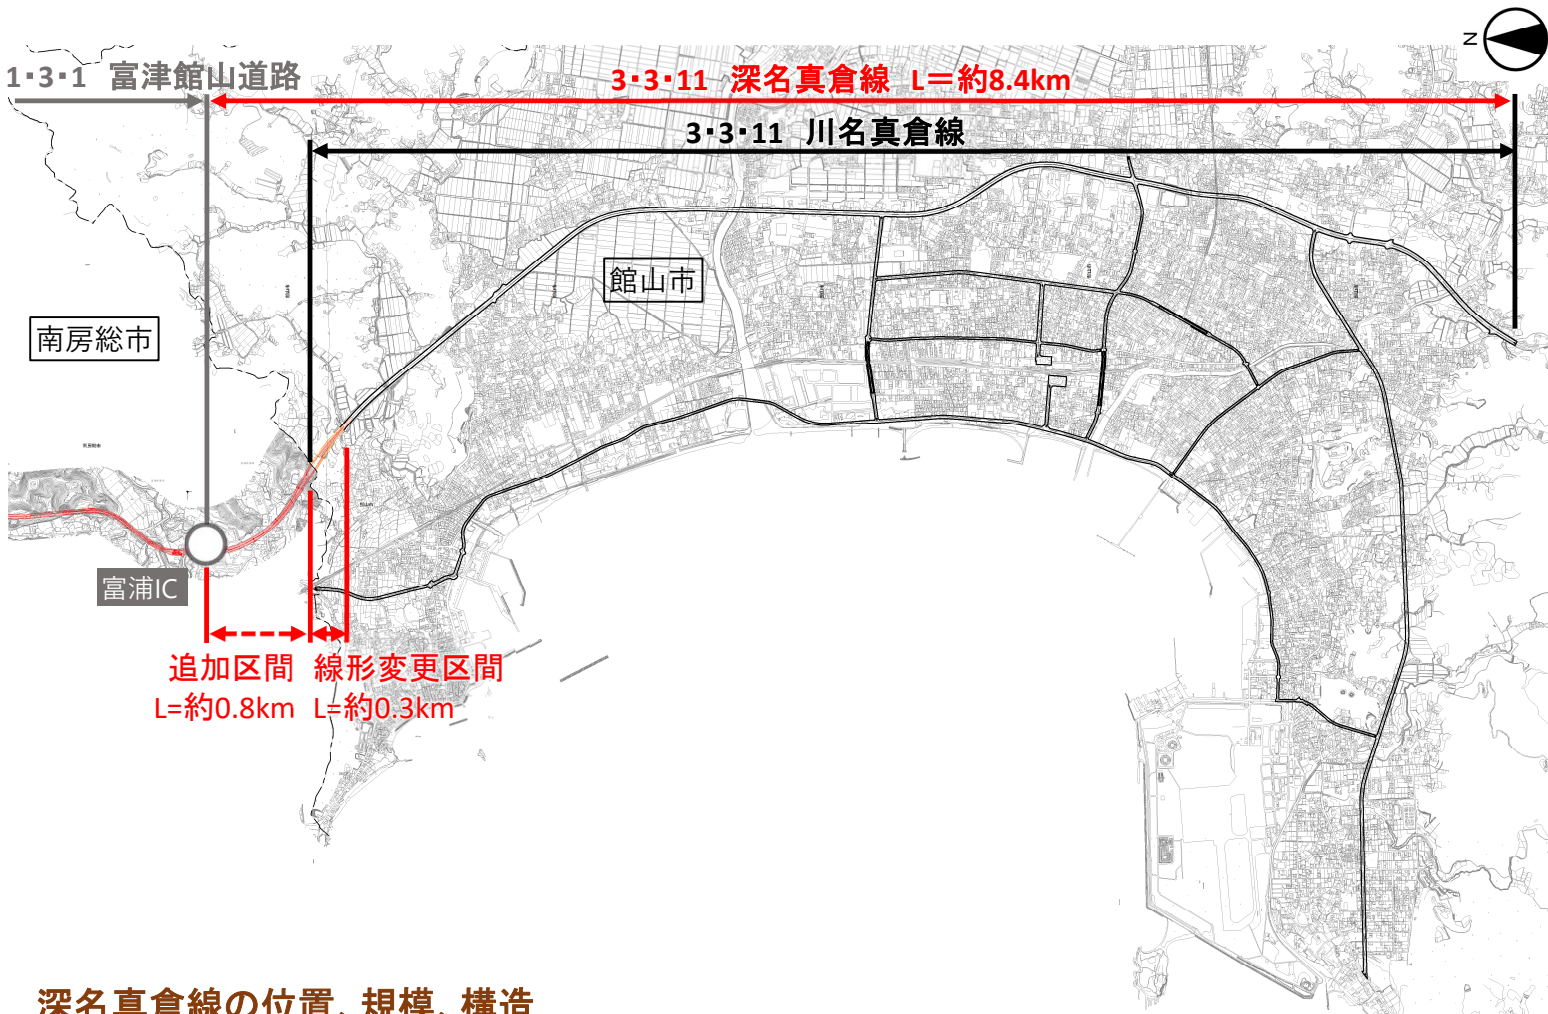 N
1・3・1 富津館山道路
3・3・11 深名真倉線 L=約8.4km
3・3・11 川名真倉線
館山市
南房総市
富浦IC
追加区間 線形変更区間
L=約0.8km L=約0.3km
深名真倉線の位置、規模、構造